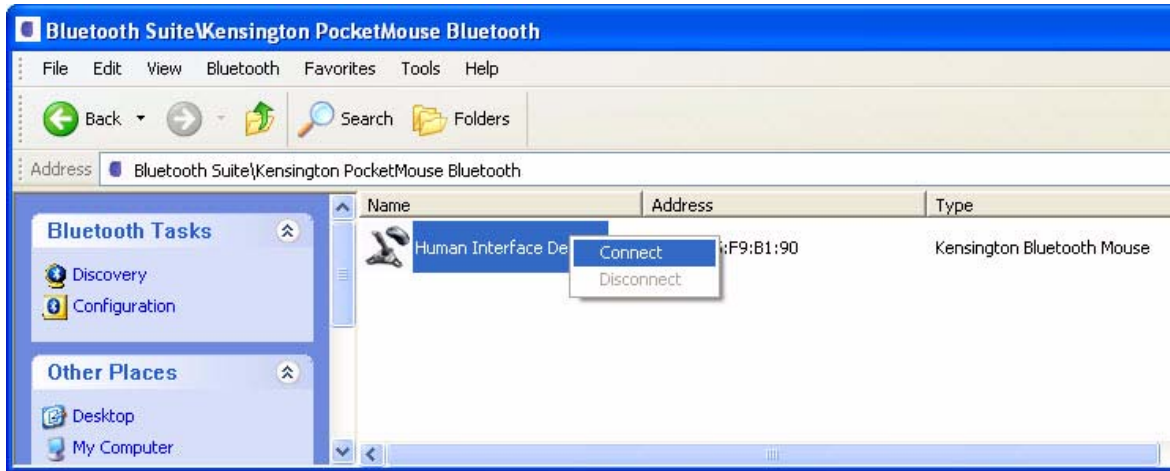 Bluetooth Suite\Kensington PocketMouse Bluetooth
File Edit View Bluetooth Favorites Tools Help
Back Search Folders
Address Bluetooth Suite\Kensington PocketMouse Bluetooth
Name Address Type
Bluetooth Tasks
Discovery
Configuration
Human Interface De :F9:B1:90 Kensington Bluetooth Mouse
Connect
Disconnect
Other Places
Desktop
My Computer